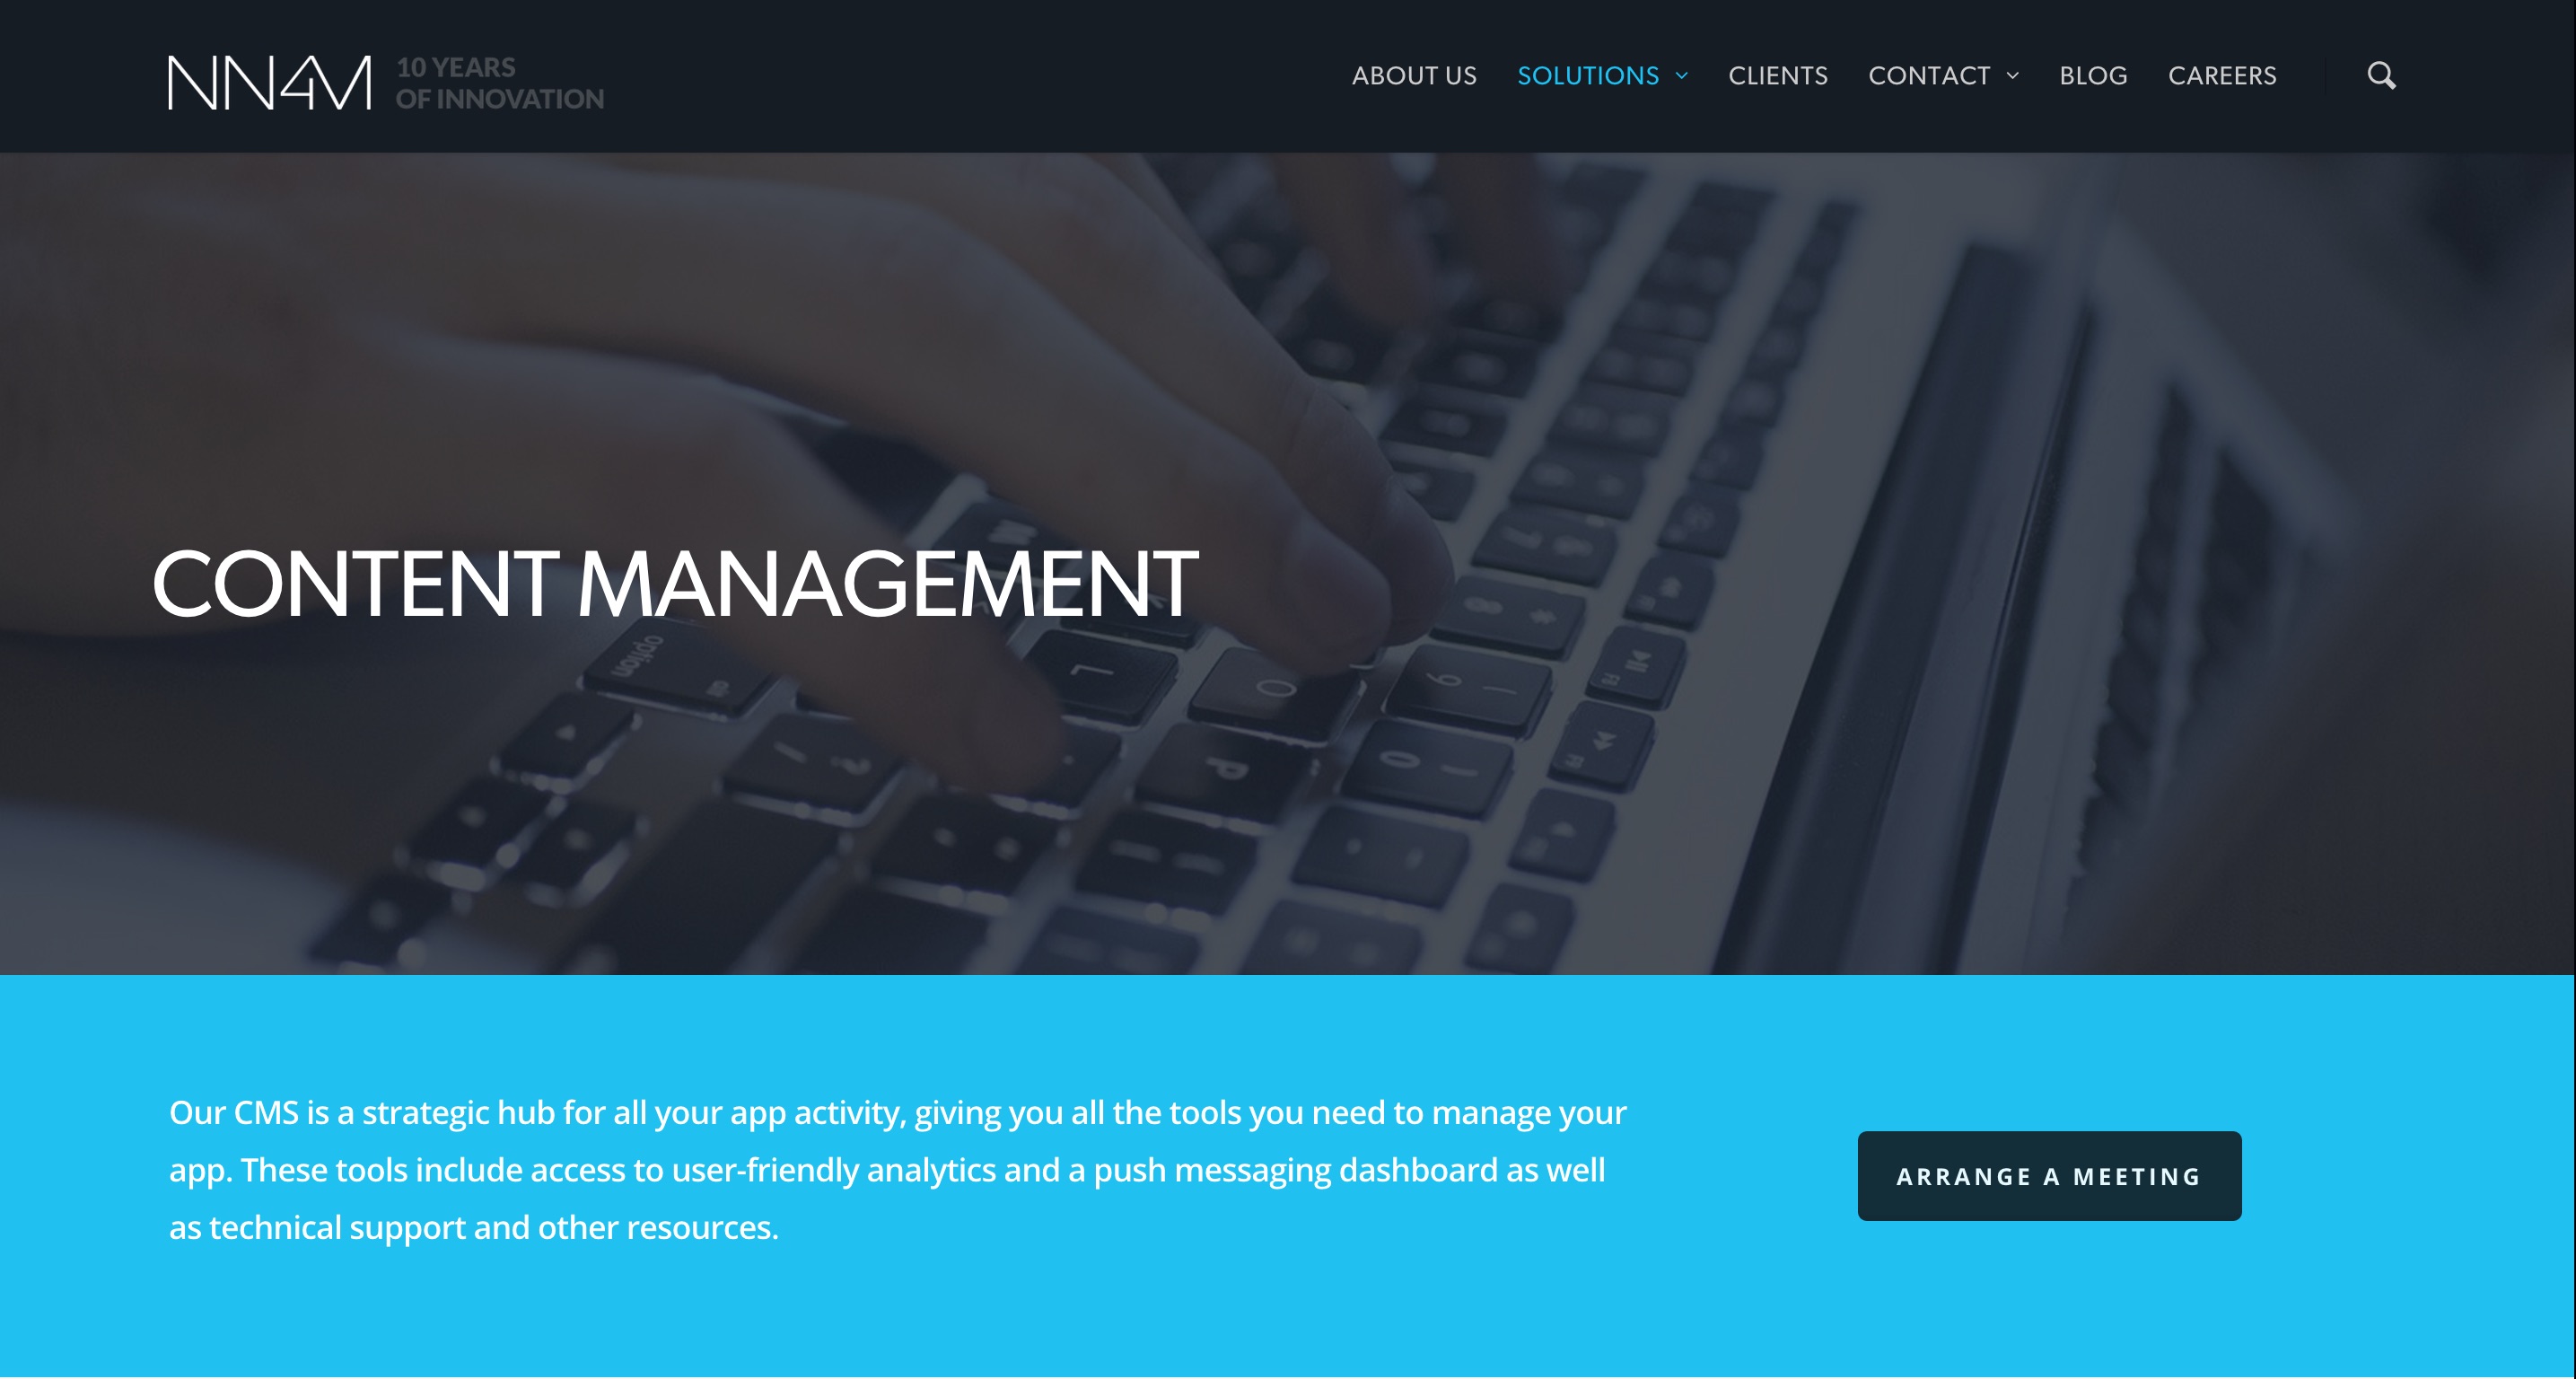 NN4M
10 YEARS
OF INNOVATION
ABOUT US
SOLUTIONS
CLIENTS
CONTACT
BLOG
CAREERS
CONTENT MANAGEMENT
option
alt
L
O
P
Our CMS is a strategic hub for all your app activity, giving you all the tools you need to manage your
app. These tools include access to user-friendly analytics and a push messaging dashboard as well
as technical support and other resources.
ARRANGE A MEETING